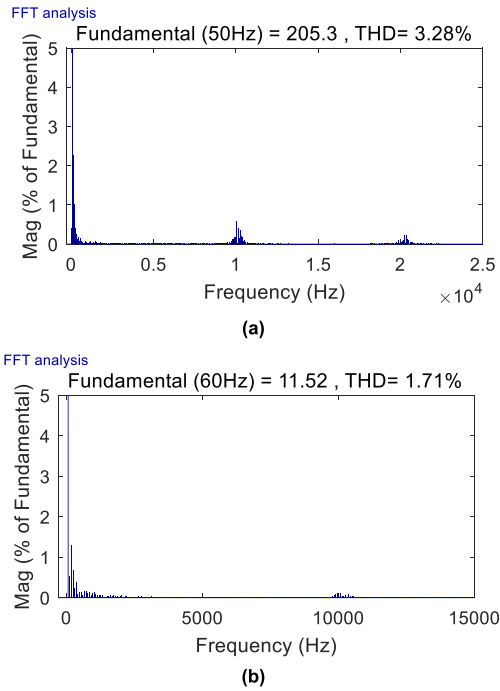 FFT analysis
Fundamental (50Hz) = 205.3 , THD= 3.28%
Mag (% of Fundamental)
5
4
3
2
1
0
0 0.5 1 1.5 2 2.5
Frequency (Hz)
×10⁴
(a)
FFT analysis
Fundamental (60Hz) = 11.52 , THD= 1.71%
Mag (% of Fundamental)
5
4
3
2
1
0
0 5000 10000 15000
Frequency (Hz)
(b)